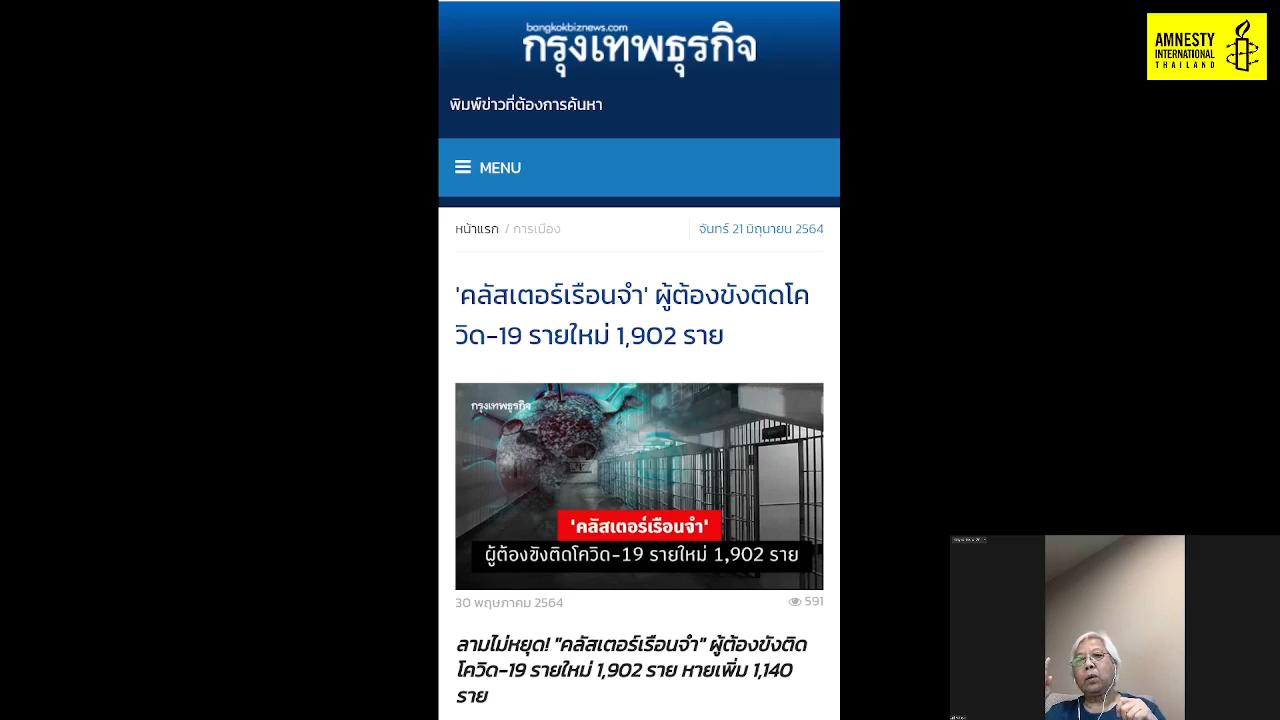 bangkokbiznews.com
กรุงเทพธุรกิจ
พิมพ์ข่าวที่ต้องการค้นหา
MENU
หน้าแรก / การเมือง
จันทร์ 21 มิถุนายน 2564
'คลัสเตอร์เรือนจำ' ผู้ต้องขังติดโค
วิด-19 รายใหม่ 1,902 ราย
กรุงเทพธุรกิจ
'คลัสเตอร์เรือนจำ'
ผู้ต้องขังติดโควิด-19 รายใหม่ 1,902 ราย
30 พฤษภาคม 2564
591
ลามไม่หยุด! "คลัสเตอร์เรือนจำ" ผู้ต้องขังติด
โควิด-19 รายใหม่ 1,902 ราย หายเพิ่ม 1,140
ราย
AMNESTY
INTERNATIONAL
THAILAND